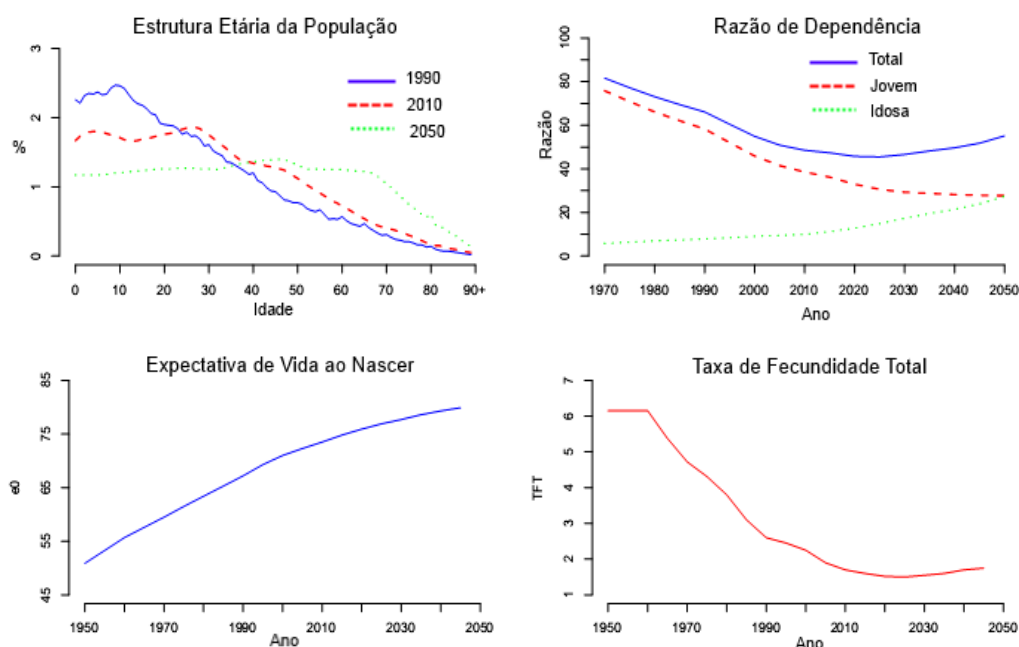 Estrutura Etária da População
3
2
1
0
%
1990
2010
2050
0 10 20 30 40 50 60 70 80 90+
Idade
Razão de Dependência
100
80
60
40
20
0
Razão
Total
Jovem
Idosa
1970 1980 1990 2000 2010 2020 2030 2040 2050
Ano
Expectativa de Vida ao Nascer
85
75
65
55
45
e0
1950 1970 1990 2010 2030 2050
Ano
Taxa de Fecundidade Total
7
6
5
4
3
2
1
TFT
1950 1970 1990 2010 2030 2050
Ano